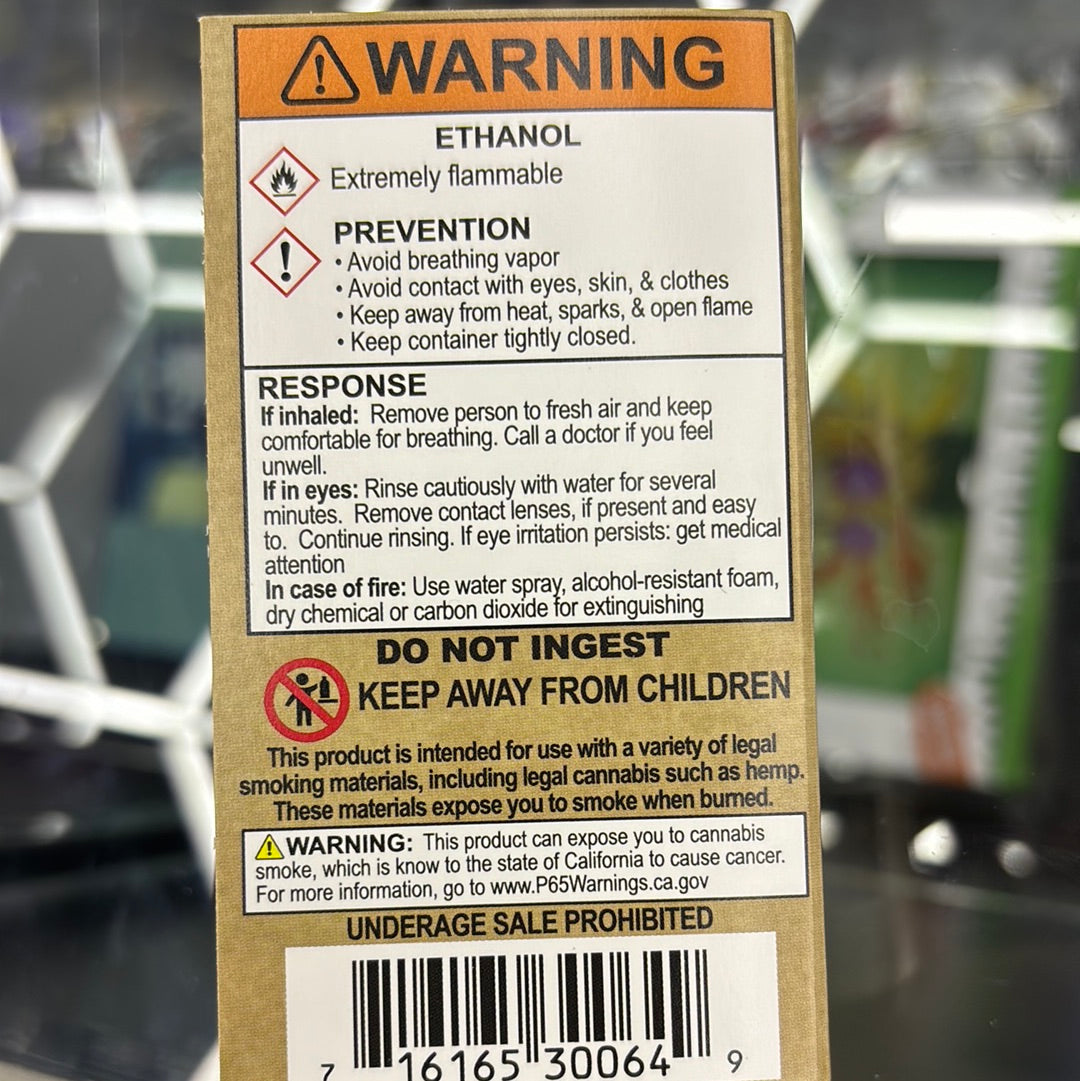 WARNING
ETHANOL
Extremely flammable
PREVENTION
• Avoid breathing vapor
• Avoid contact with eyes, skin, & clothes
• Keep away from heat, sparks, & open flame
• Keep container tightly closed.
RESPONSE
If inhaled: Remove person to fresh air and keep
comfortable for breathing. Call a doctor if you feel
unwell.
If in eyes: Rinse cautiously with water for several
minutes. Remove contact lenses, if present and easy
to. Continue rinsing. If eye irritation persists: get medical
attention
In case of fire: Use water spray, alcohol-resistant foam,
dry chemical or carbon dioxide for extinguishing
DO NOT INGEST
KEEP AWAY FROM CHILDREN
This product is intended for use with a variety of legal
smoking materials, including legal cannabis such as hemp.
These materials expose you to smoke when burned.
WARNING: This product can expose you to cannabis
smoke, which is know to the state of California to cause cancer.
For more information, go to www.P65Warnings.ca.gov
UNDERAGE SALE PROHIBITED
7 16165 30064 9